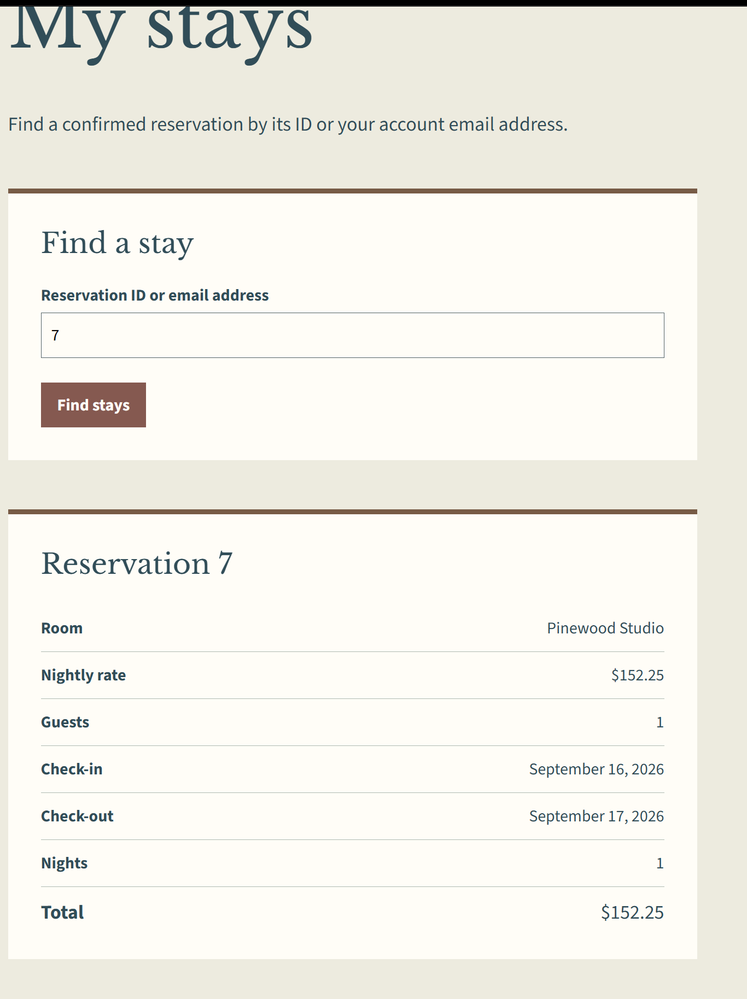 My stays
Find a confirmed reservation by its ID or your account email address.
Find a stay
Reservation ID or email address
7
Find stays
Reservation 7
Room Pinewood Studio
Nightly rate $152.25
Guests 1
Check-in September 16, 2026
Check-out September 17, 2026
Nights 1
Total $152.25